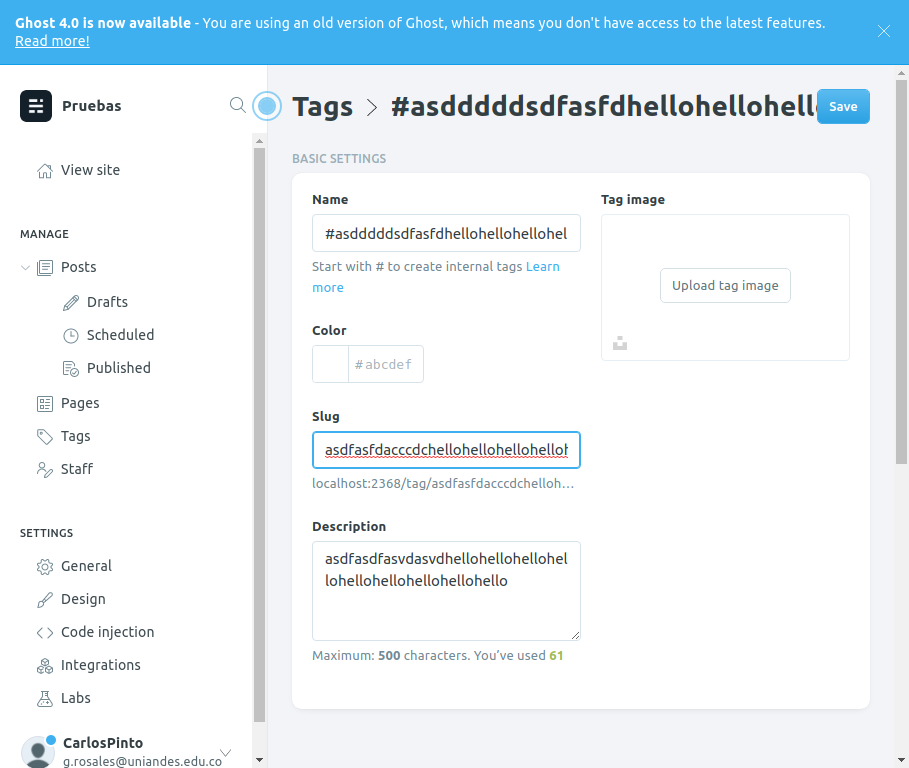 Ghost 4.0 is now available - You are using an old version of Ghost, which means you don't have access to the latest features.
Read more!
Pruebas
View site
MANAGE
Posts
Drafts
Scheduled
Published
Pages
Tags
Staff
SETTINGS
General
Design
Code injection
Integrations
Labs
CarlosPinto
g.rosales@uniandes.edu.co
Tags > #asdddddsdfasfdhellohellohello
Save
BASIC SETTINGS
Name
#asdddddsdfasfdhellohellohellohel
Start with # to create internal tags Learn
more
Color
#abcdef
Slug
asdfasfdacccdchellohellohellohelloh
localhost:2368/tag/asdfasfdacccdchelloh…
Description
asdfasdfasvdasvdhellohellohellohel
lohellohellohellohellohello
Maximum: 500 characters. You've used 61
Tag image
Upload tag image